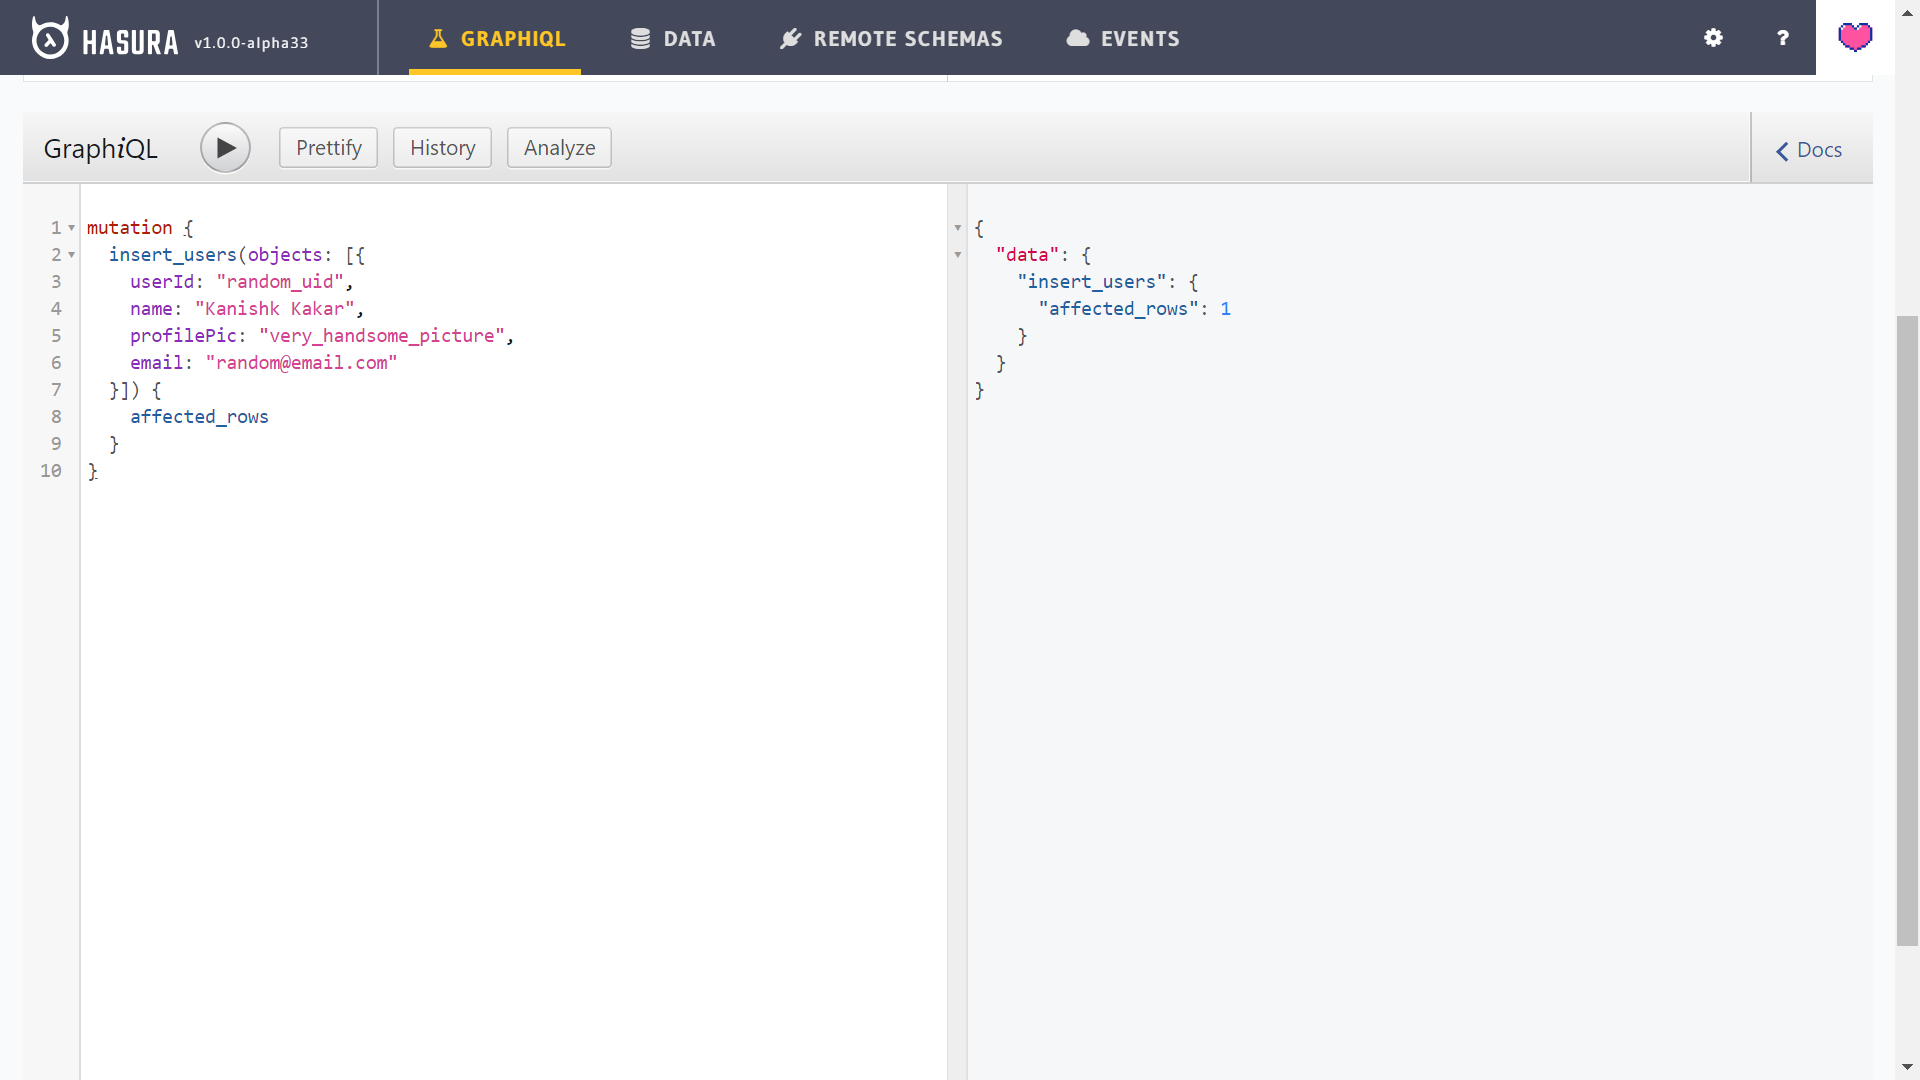 HASURA v1.0.0-alpha33 GRAPHIQL DATA REMOTE SCHEMAS EVENTS ?
GraphiQL Prettify History Analyze Docs
1 mutation {
2 insert_users(objects: [{
3 userId: "random_uid",
4 name: "Kanishk Kakar",
5 profilePic: "very_handsome_picture",
6 email: "random@email.com"
7 }]) {
8 affected_rows
9 }
10 }
{
"data": {
"insert_users": {
"affected_rows": 1
}
}
}